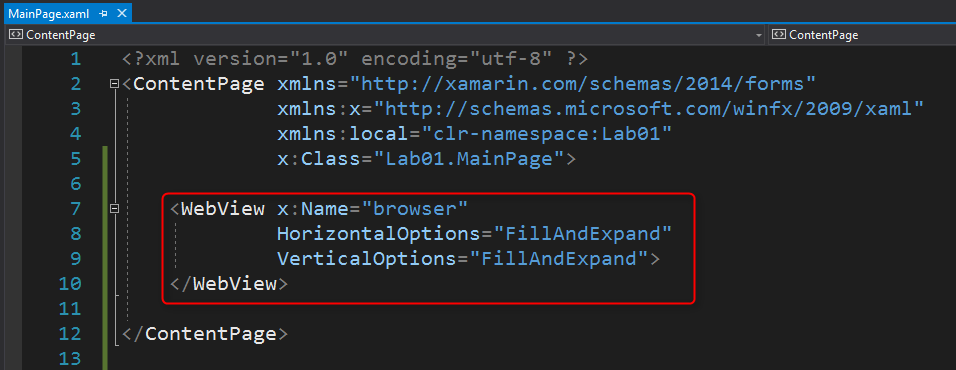 MainPage.xaml
ContentPage ContentPage
1 <?xml version="1.0" encoding="utf-8" ?>
2 <ContentPage xmlns="http://xamarin.com/schemas/2014/forms"
3 xmlns:x="http://schemas.microsoft.com/winfx/2009/xaml"
4 xmlns:local="clr-namespace:Lab01"
5 x:Class="Lab01.MainPage">
6
7 <WebView x:Name="browser"
8 HorizontalOptions="FillAndExpand"
9 VerticalOptions="FillAndExpand">
10 </WebView>
11
12 </ContentPage>
13